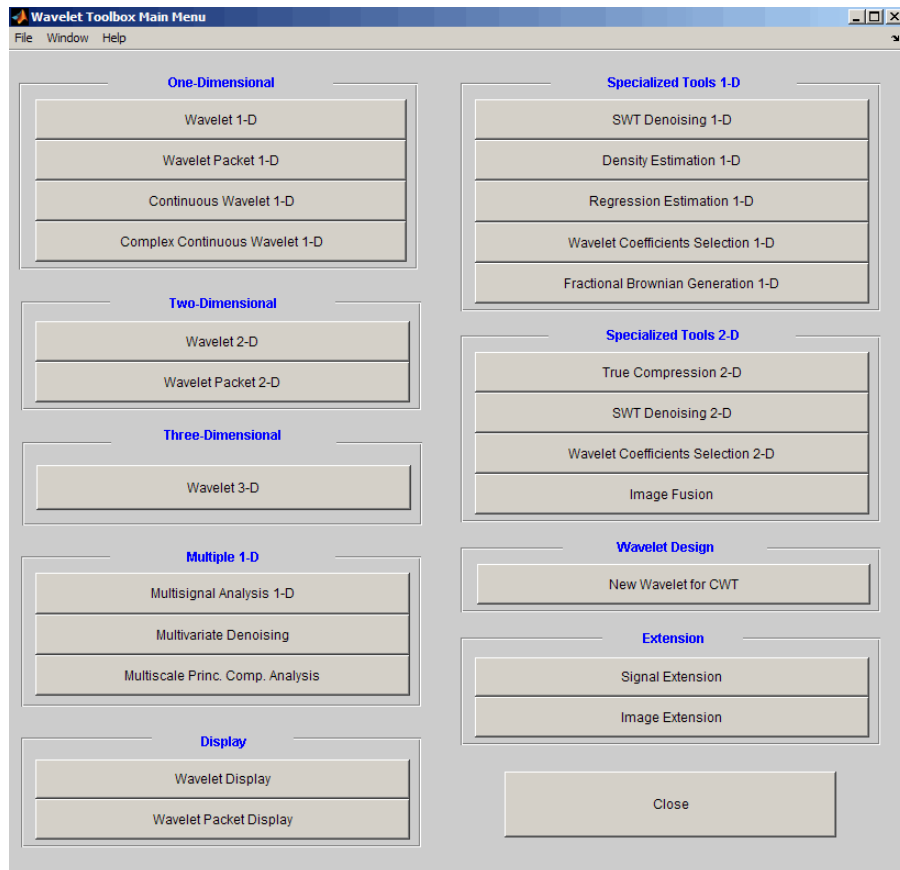 Wavelet Toolbox Main Menu
File Window Help
One-Dimensional
Wavelet 1-D
Wavelet Packet 1-D
Continuous Wavelet 1-D
Complex Continuous Wavelet 1-D
Two-Dimensional
Wavelet 2-D
Wavelet Packet 2-D
Three-Dimensional
Wavelet 3-D
Multiple 1-D
Multisignal Analysis 1-D
Multivariate Denoising
Multiscale Princ. Comp. Analysis
Display
Wavelet Display
Wavelet Packet Display
Specialized Tools 1-D
SWT Denoising 1-D
Density Estimation 1-D
Regression Estimation 1-D
Wavelet Coefficients Selection 1-D
Fractional Brownian Generation 1-D
Specialized Tools 2-D
True Compression 2-D
SWT Denoising 2-D
Wavelet Coefficients Selection 2-D
Image Fusion
Wavelet Design
New Wavelet for CWT
Extension
Signal Extension
Image Extension
Close